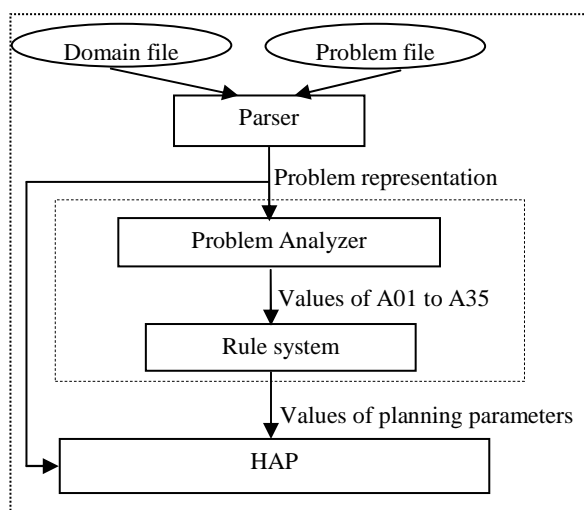 Domain file
Problem file
Parser
Problem representation
Problem Analyzer
Values of A01 to A35
Rule system
Values of planning parameters
HAP